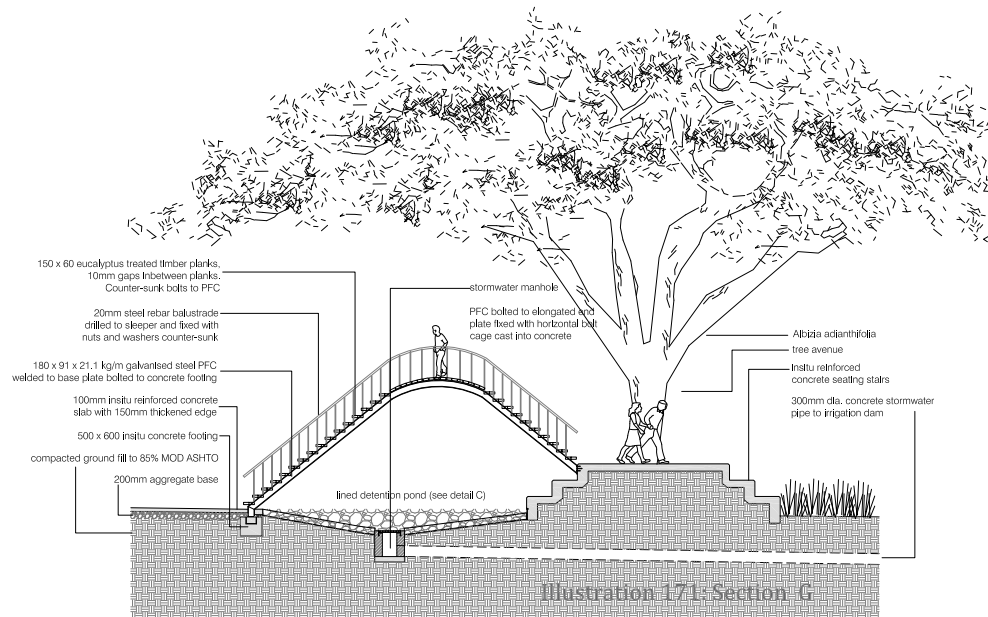 150 x 60 eucalyptus treated timber planks,
10mm gaps inbetween planks.
Counter-sunk bolts to PFC
20mm steel rebar balustrade
drilled to sleeper and fixed with
nuts and washers counter-sunk
180 x 91 x 21.1 kg/m galvanised steel PFC
welded to base plate bolted to concrete footing
100mm insitu reinforced concrete
slab with 150mm thickened edge
500 x 600 insitu concrete footing
compacted ground fill to 85% MOD ASHTO
200mm aggregate base
stormwater manhole
PFC bolted to elongated end
plate fixed with horizontal bolt
cage cast into concrete
lined detention pond (see detail C)
Albizia adianthifolia
tree avenue
Insitu reinforced
concrete seating stairs
300mm dia. concrete stormwater
pipe to irrigation dam
Illustration 171: Section G